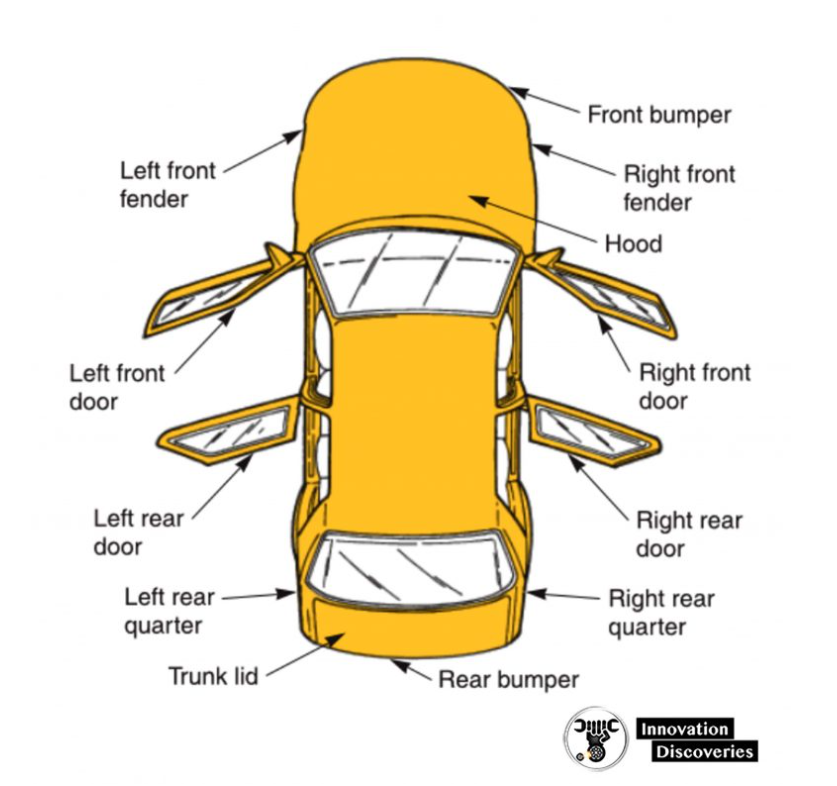 Front bumper
Left front
fender
Right front
fender
Hood
Left front
door
Right front
door
Left rear
door
Right rear
door
Left rear
quarter
Right rear
quarter
Trunk lid
Rear bumper
Innovation
Discoveries